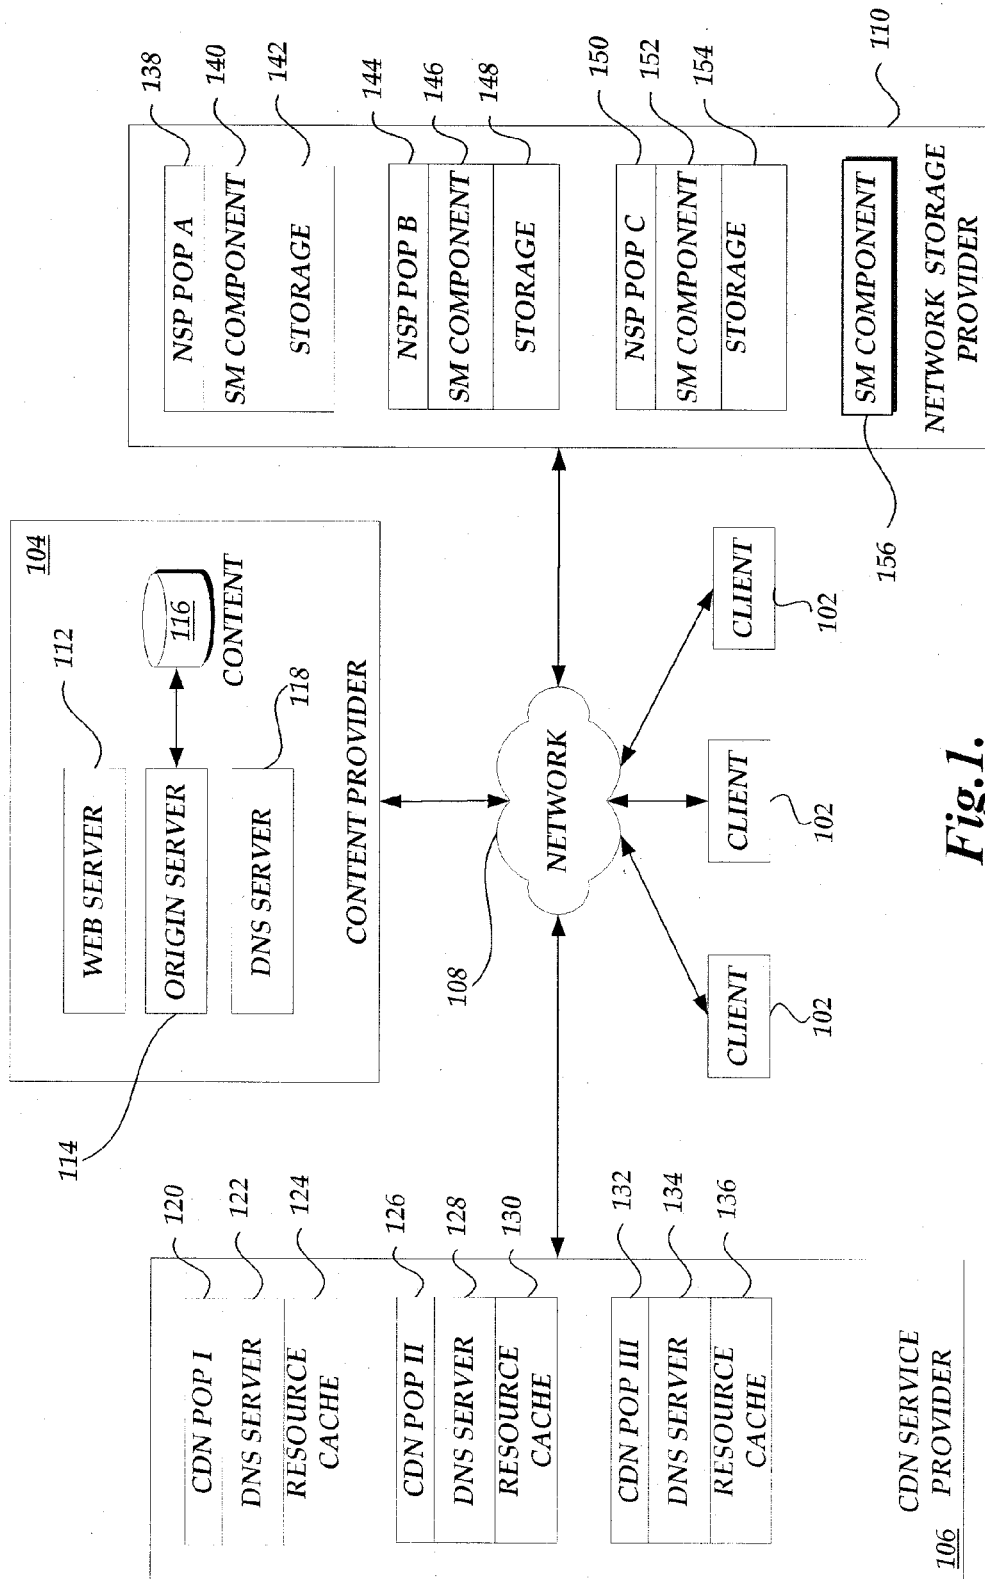 104
WEB SERVER
112
ORIGIN SERVER
114
116
CONTENT
DNS SERVER
118
CONTENT PROVIDER
CDN POP I
120
DNS SERVER
122
RESOURCE
CACHE
124
CDN POP II
126
DNS SERVER
128
RESOURCE
CACHE
130
CDN POP III
132
DNS SERVER
134
RESOURCE
CACHE
136
CDN SERVICE
PROVIDER
106
108
NETWORK
CLIENT
102
CLIENT
102
CLIENT
102
NSP POP A
138
SM COMPONENT
140
STORAGE
142
NSP POP B
144
SM COMPONENT
146
STORAGE
148
NSP POP C
150
SM COMPONENT
152
STORAGE
154
SM COMPONENT
156
NETWORK STORAGE
PROVIDER
110
Fig.1.